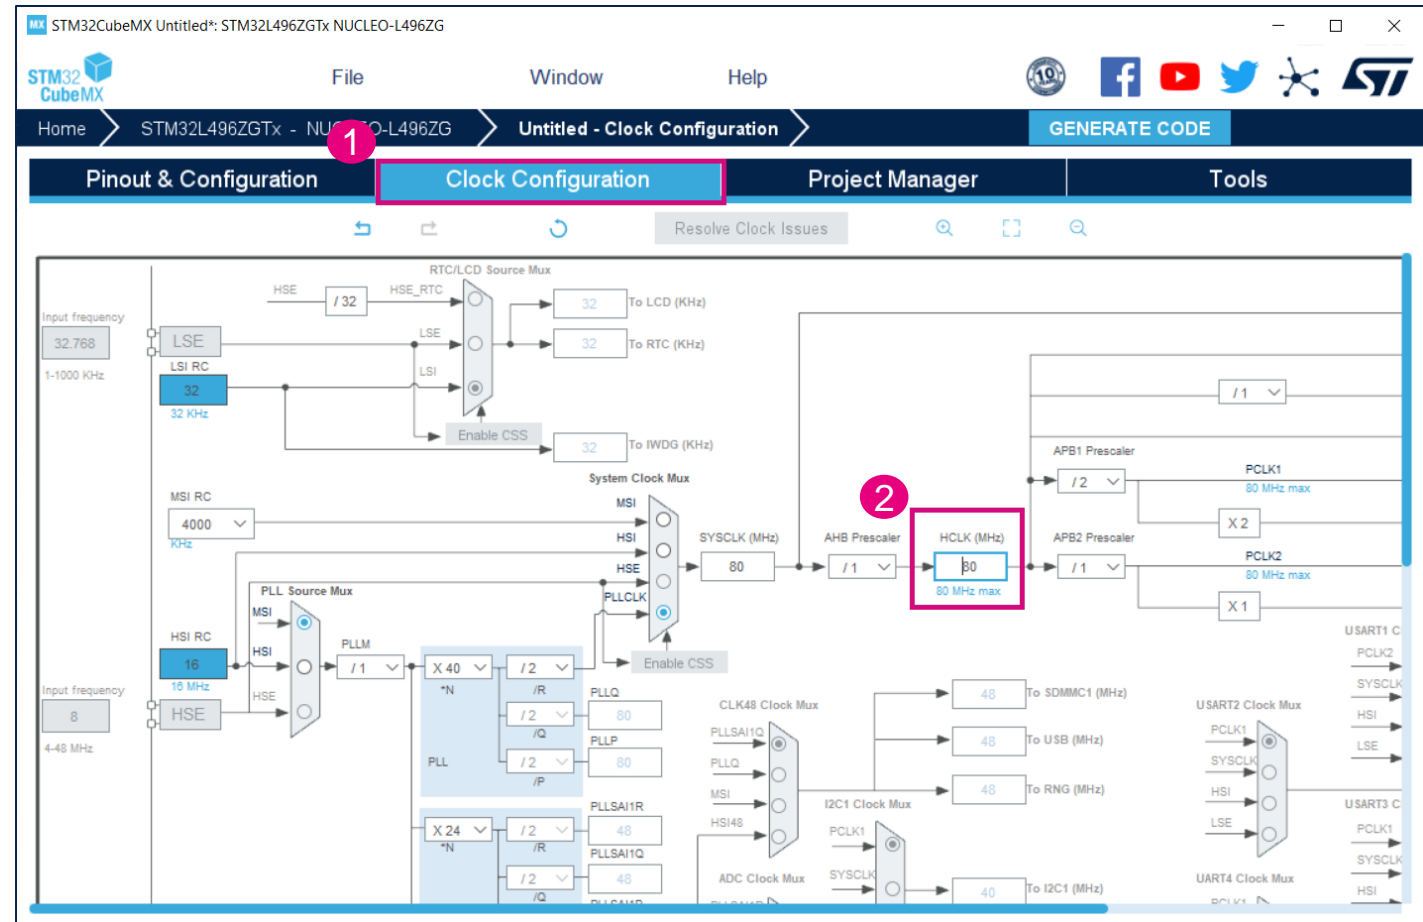 MX STM32CubeMX Untitled*: STM32L496ZGTx NUCLEO-L496ZG
STM32
CubeMX
File Window Help
10
Home STM32L496ZGTx - NUCLEO-L496ZG Untitled - Clock Configuration GENERATE CODE
1
Pinout & Configuration Clock Configuration Project Manager Tools
Resolve Clock Issues
RTC/LCD Source Mux
HSE / 32 HSE_RTC 32 To LCD (KHz)
Input frequency
32.768 LSE LSE 32 To RTC (KHz)
1-1000 KHz LSI RC LSI
32
32 KHz
Enable CSS 32 To IWDG (KHz)
APB1 Prescaler
/ 1
System Clock Mux
PCLK1
/ 2 80 MHz max
MSI RC MSI
4000 2
KHz X 2
HSI SYSCLK (MHz) AHB Prescaler HCLK (MHz) APB2 Prescaler
HSE 80 / 1 80 / 1 PCLK2
80 MHz max 80 MHz max
PLL Source Mux PLLCLK
MSI X 1
HSI RC HSI PLLM USART1 C
16 / 1 X 40 / 2 Enable CSS PCLK2
16 MHz *N /R PLLQ
Input frequency HSE CLK48 Clock Mux 48 To SDMMC1 (MHz) USART2 Clock Mux SYSCLK
8 HSE / 2 80 HSI
/Q PLLP PLLSAI1Q PCLK1
4-48 MHz 48 To USB (MHz) LSE
PLL / 2 80 PLLQ SYSCLK
/P MSI 48 To RNG (MHz) HSI
PLLSAI1R I2C1 Clock Mux USART3 C
X 24 / 2 48 HSI48 PCLK1 LSE PCLK1
*N /R PLLSAI1Q SYSCLK
/ 2 48 ADC Clock Mux SYSCLK 40 To I2C1 (MHz) UART4 Clock Mux HSI
/Q